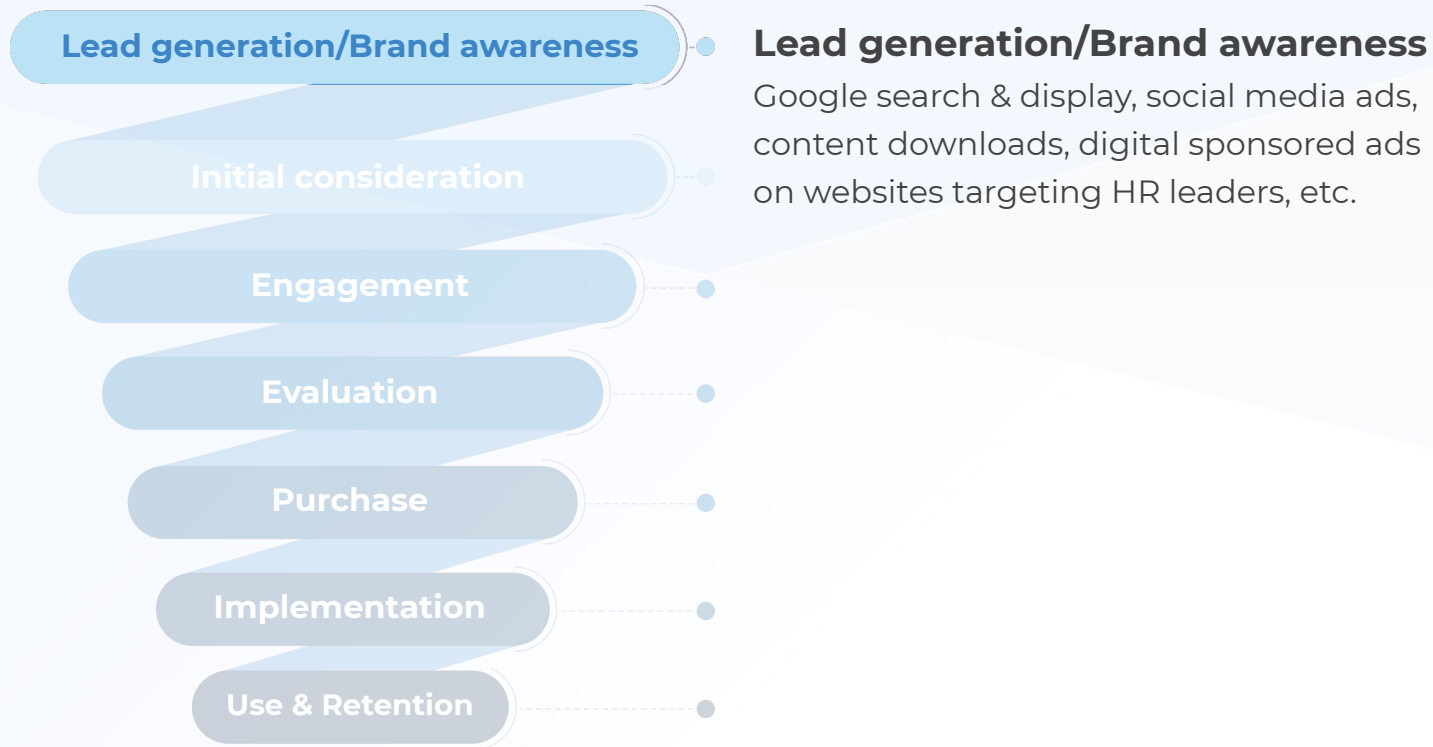 Lead generation/Brand awareness
Initial consideration
Engagement
Evaluation
Purchase
Implementation
Use & Retention
Lead generation/Brand awareness
Google search & display, social media ads,
content downloads, digital sponsored ads
on websites targeting HR leaders, etc.